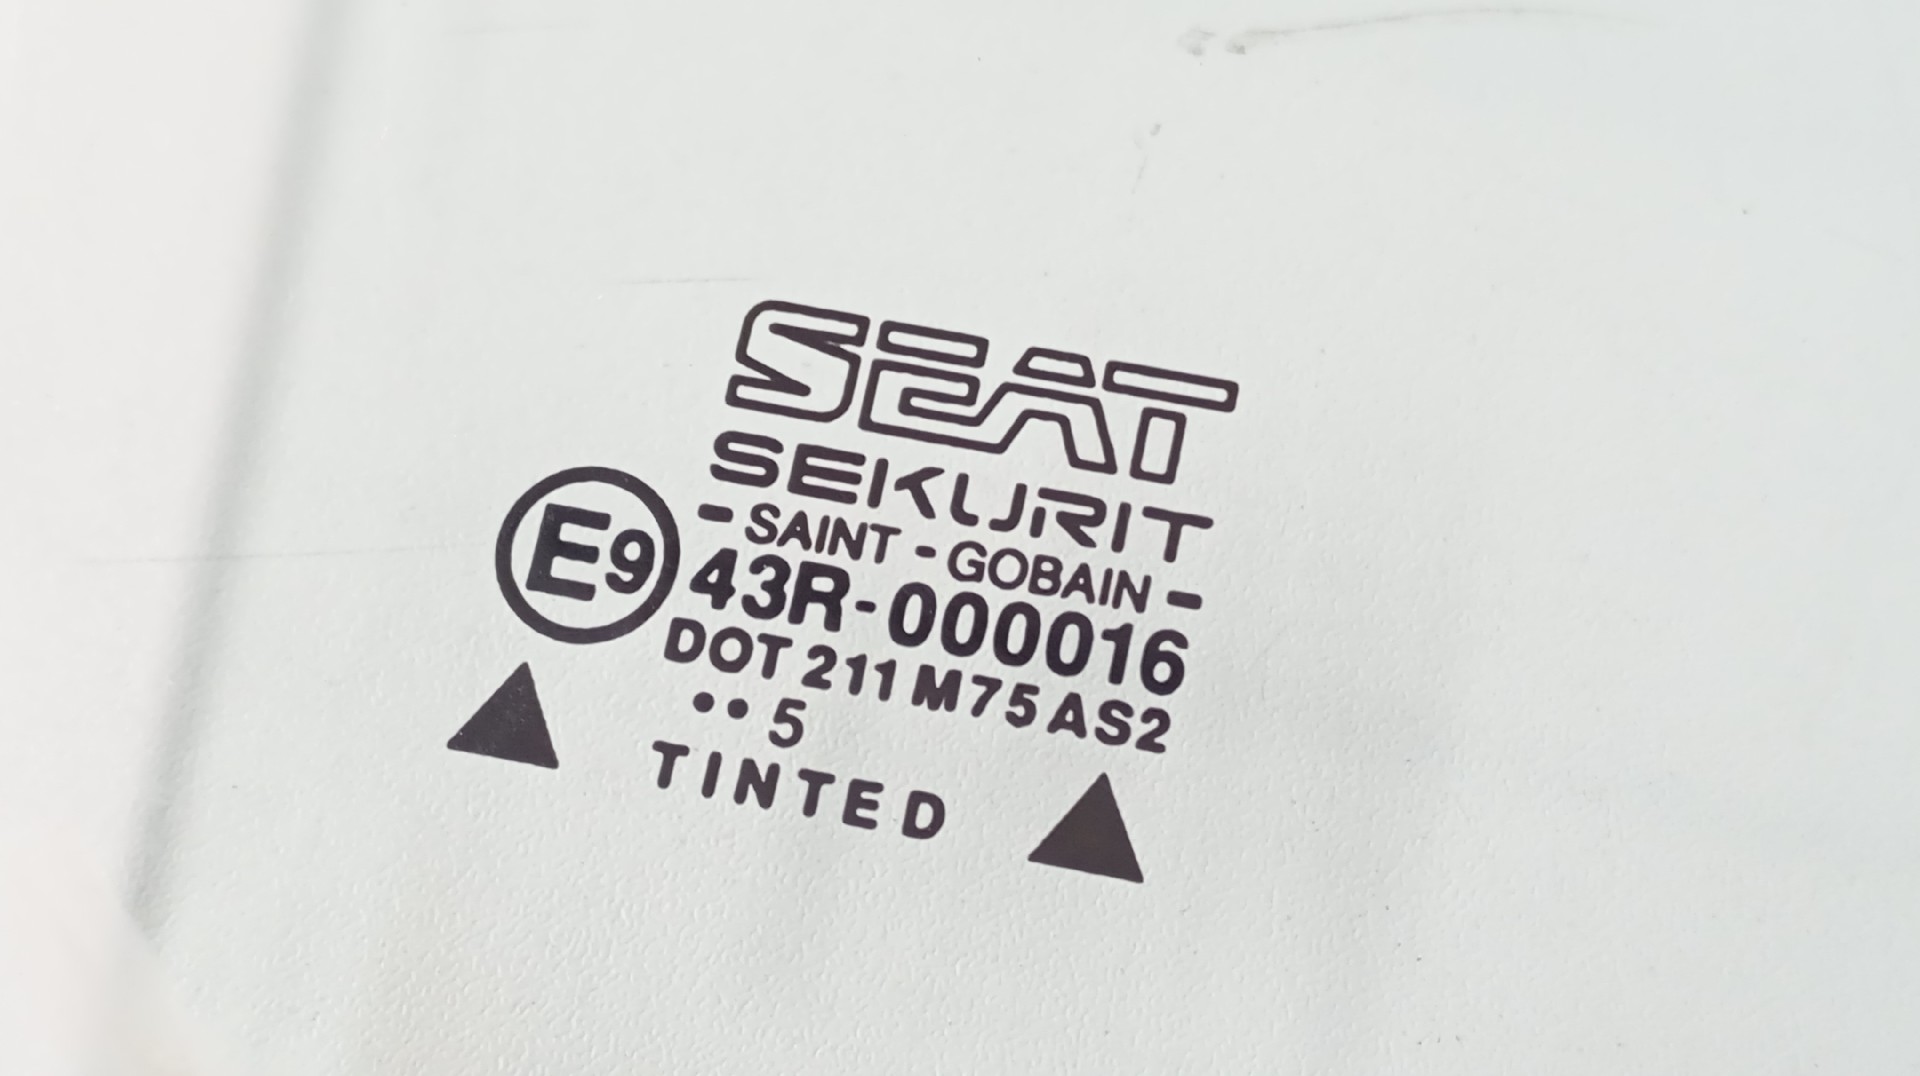 SEAT
SEKURIT
- SAINT - GOBAIN -
E9 43R-000016
DOT 211 M75 AS2
•• 5
TINTED